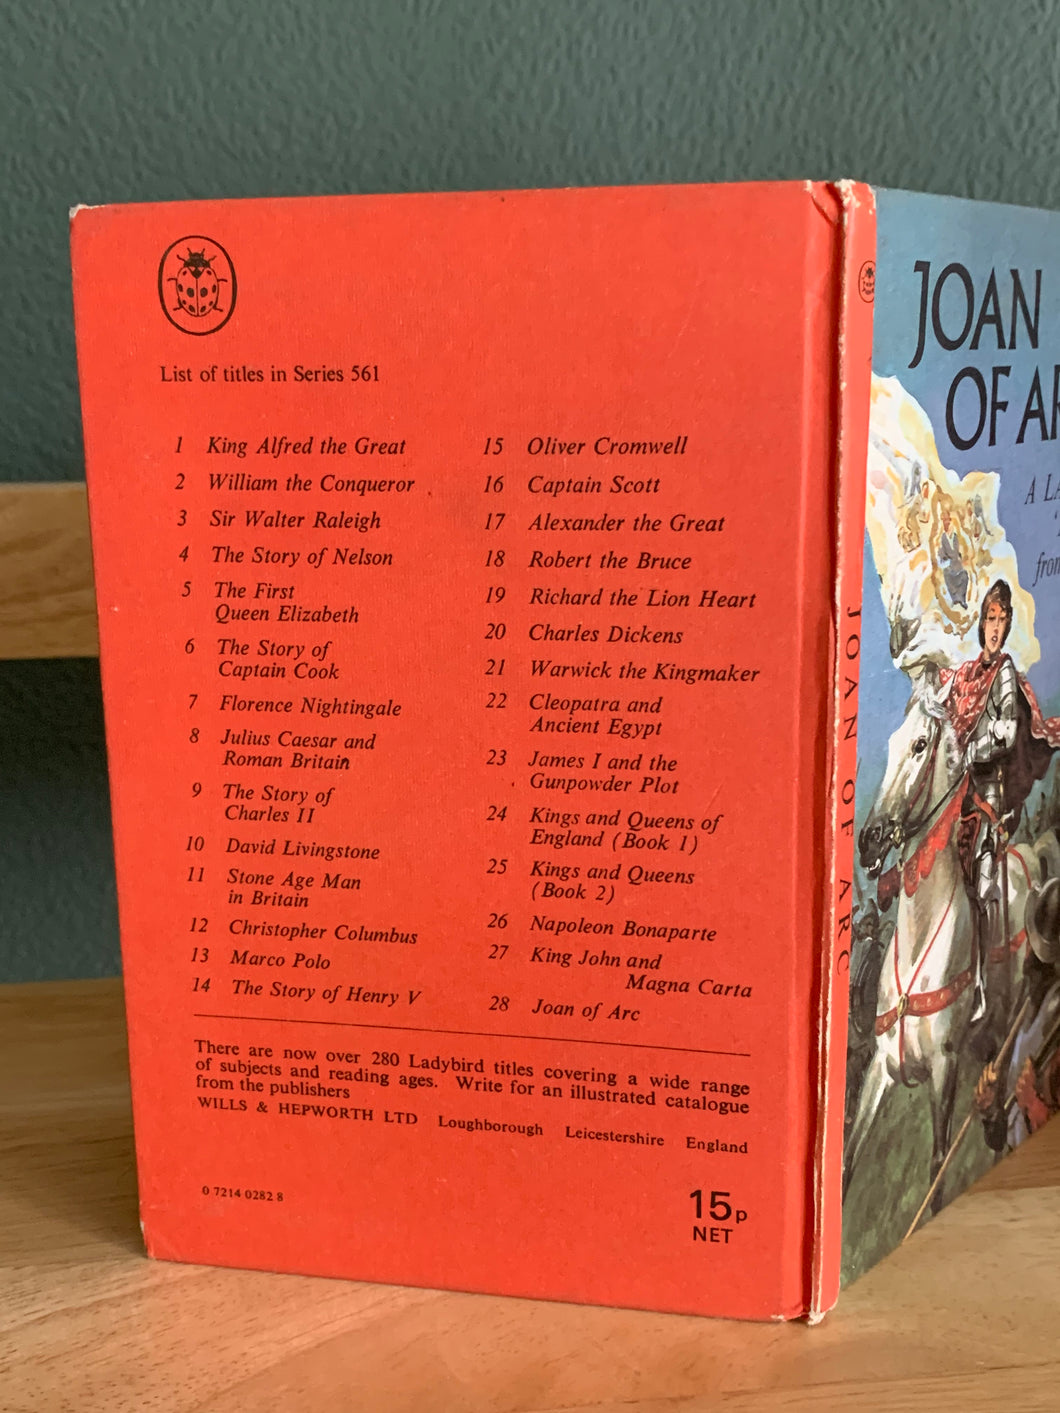 List of titles in Series 561
1 King Alfred the Great
2 William the Conqueror
3 Sir Walter Raleigh
4 The Story of Nelson
5 The First
Queen Elizabeth
6 The Story of
Captain Cook
7 Florence Nightingale
8 Julius Caesar and
Roman Britain
9 The Story of
Charles II
10 David Livingstone
11 Stone Age Man
in Britain
12 Christopher Columbus
13 Marco Polo
14 The Story of Henry V
15 Oliver Cromwell
16 Captain Scott
17 Alexander the Great
18 Robert the Bruce
19 Richard the Lion Heart
20 Charles Dickens
21 Warwick the Kingmaker
22 Cleopatra and
Ancient Egypt
23 James I and the
Gunpowder Plot
24 Kings and Queens of
England (Book 1)
25 Kings and Queens
(Book 2)
26 Napoleon Bonaparte
27 King John and
Magna Carta
28 Joan of Arc
There are now over 280 Ladybird titles covering a wide range
of subjects and reading ages. Write for an illustrated catalogue
from the publishers
WILLS & HEPWORTH LTD Loughborough Leicestershire England
0 7214 0282 8
15p
NET
JOAN OF ARC
JOAN
OF
A
from